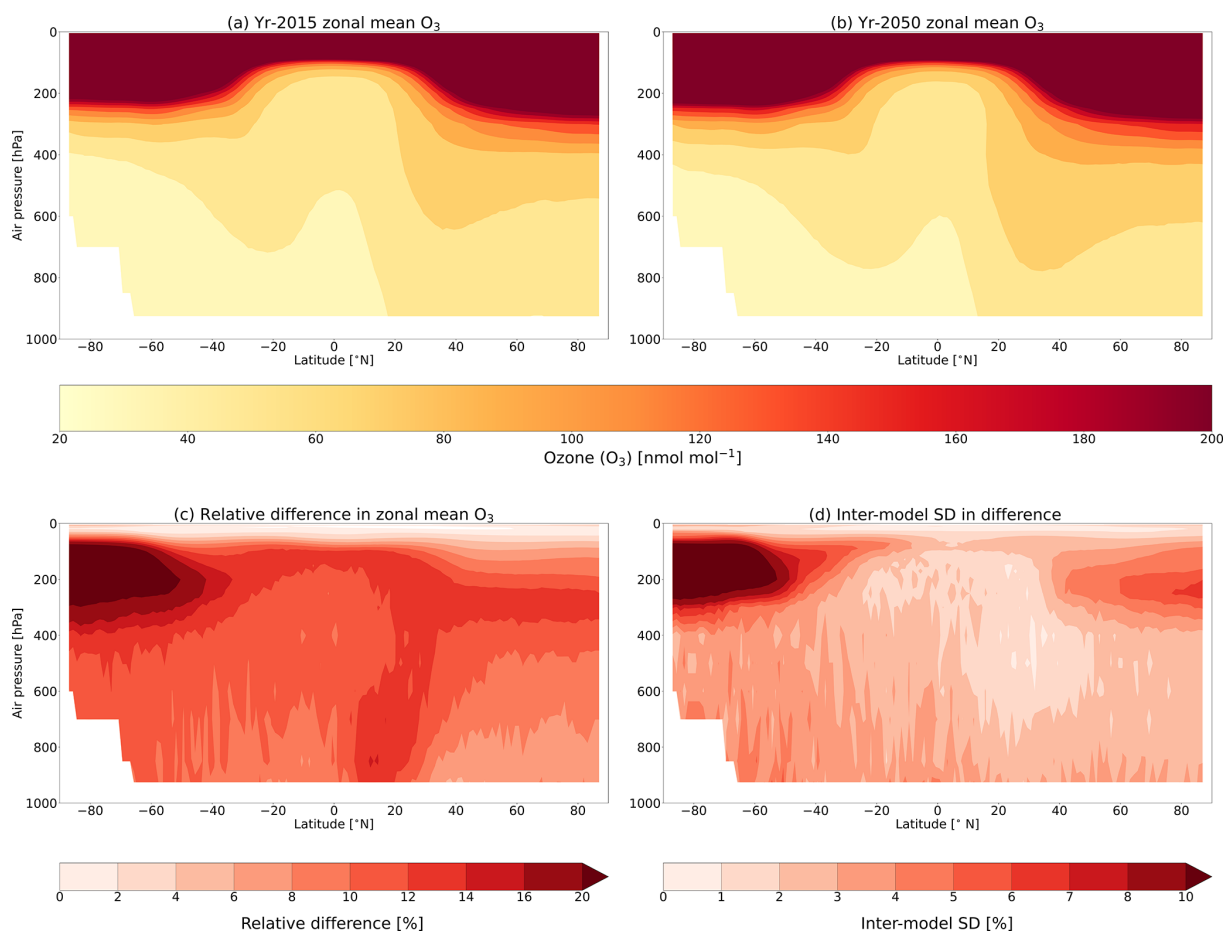 (a) Yr-2015 zonal mean O₃
0
200
400
600
800
1000
Air pressure [hPa]
−80 −60 −40 −20 0 20 40 60 80
Latitude [˚N]
(b) Yr-2050 zonal mean O₃
0
200
400
600
800
1000
−80 −60 −40 −20 0 20 40 60 80
Latitude [˚N]
20 40 60 80 100 120 140 160 180 200
Ozone (O₃) [nmol mol⁻¹]
(c) Relative difference in zonal mean O₃
0
200
400
600
800
1000
Air pressure [hPa]
−80 −60 −40 −20 0 20 40 60 80
Latitude [˚N]
(d) Inter-model SD in difference
0
200
400
600
800
1000
−80 −60 −40 −20 0 20 40 60 80
Latitude [˚ N]
0 2 4 6 8 10 12 14 16 20
Relative difference [%]
0 1 2 3 4 5 6 7 8 10
Inter-model SD [%]